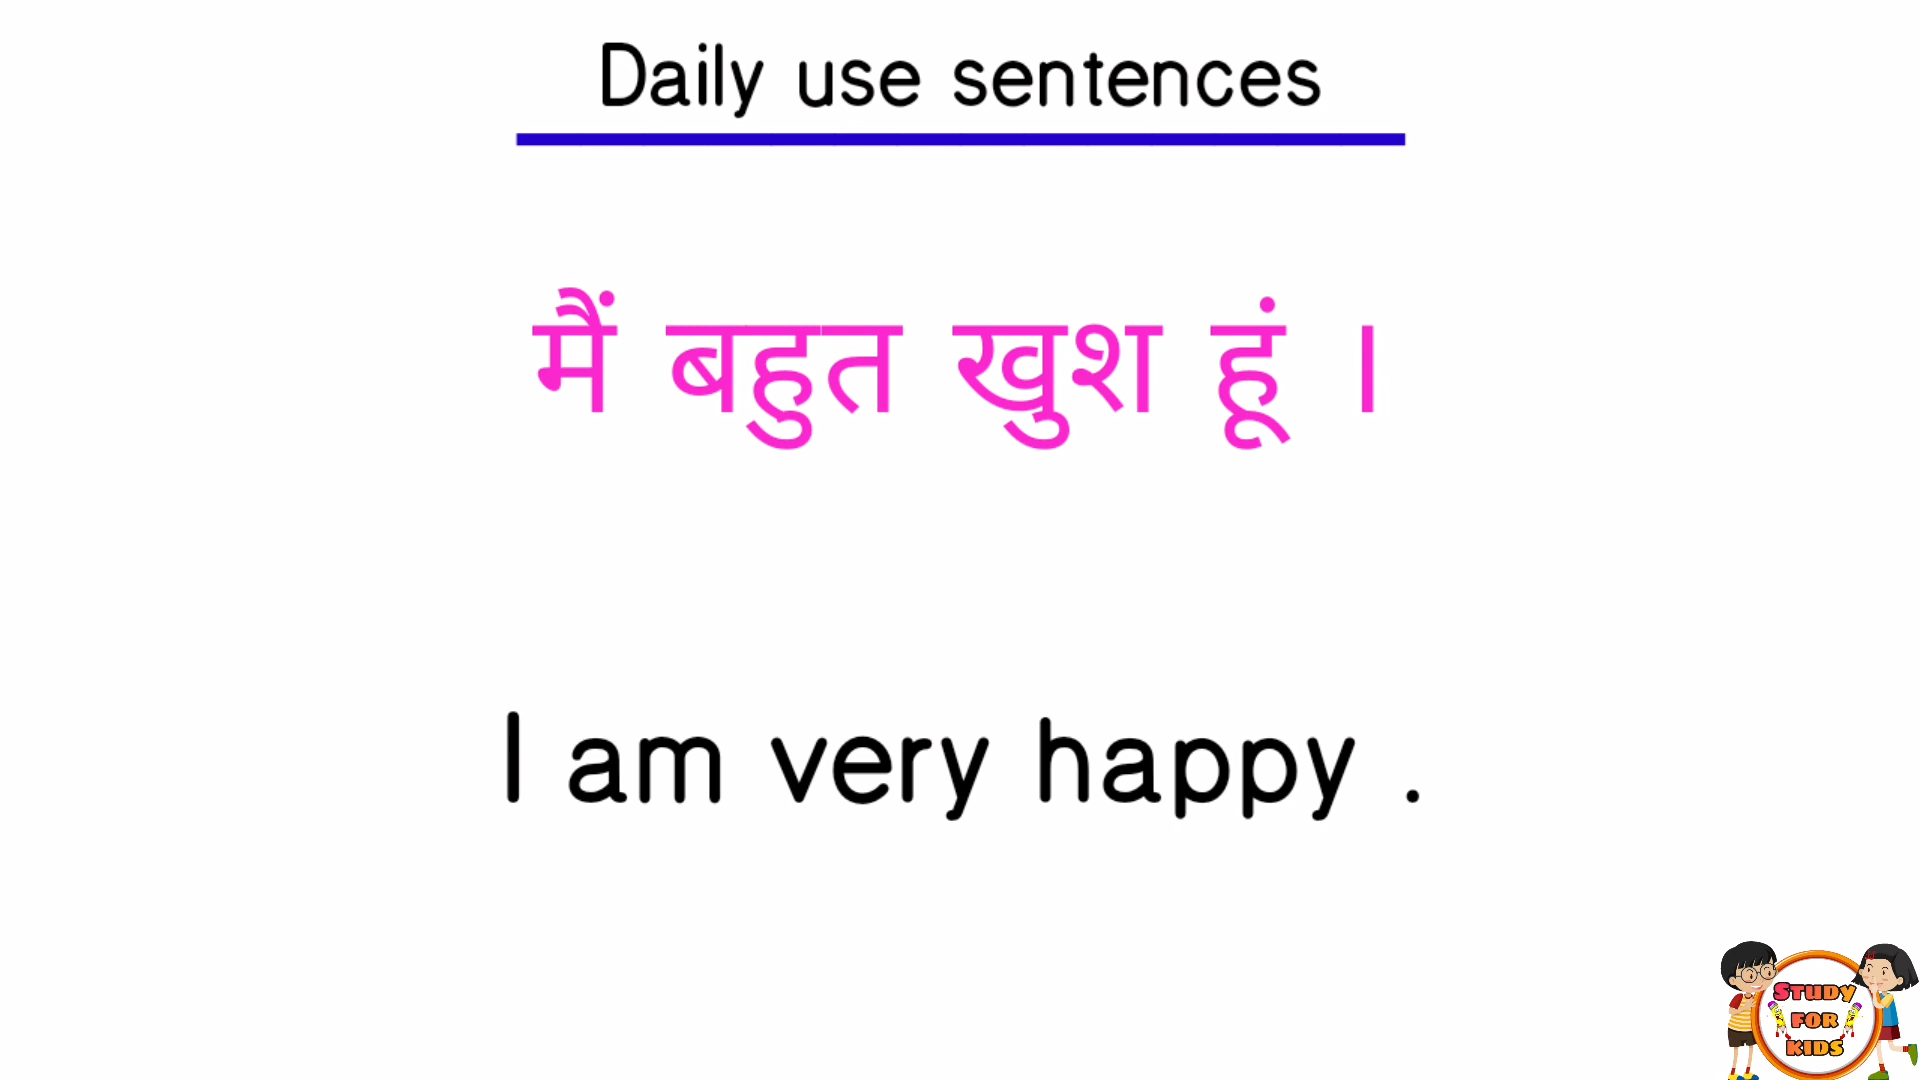 Daily use sentences
मैं बहुत खुश हूं ।
I am very happy .
STUDY
FOR
KIDS